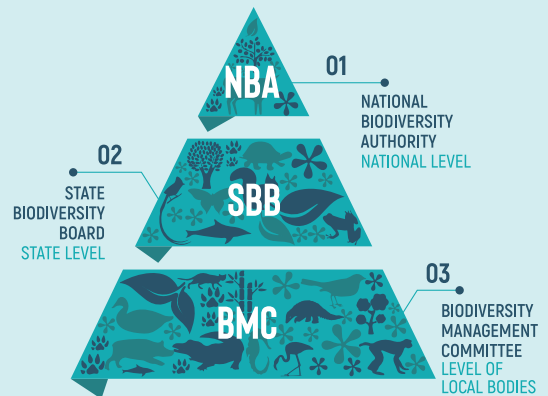 NBA
01
NATIONAL
BIODIVERSITY
AUTHORITY
NATIONAL LEVEL
02
STATE
BIODIVERSITY
BOARD
STATE LEVEL
SBB
03
BMC
BIODIVERSITY
MANAGEMENT
COMMITTEE
LEVEL OF
LOCAL BODIES